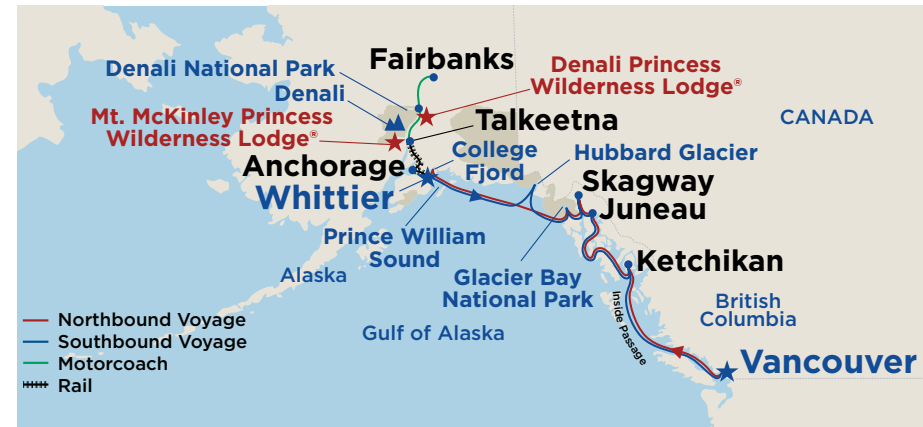 Fairbanks
Denali National Park
Denali
Denali Princess
Wilderness Lodge®
Mt. McKinley Princess
Wilderness Lodge®
Talkeetna
CANADA
Anchorage
College
Fjord
Hubbard Glacier
Whittier
Skagway
Juneau
Prince William
Sound
Glacier Bay
National Park
Ketchikan
Alaska
Inside Passage
British
Columbia
Gulf of Alaska
Vancouver
Northbound Voyage
Southbound Voyage
Motorcoach
Rail